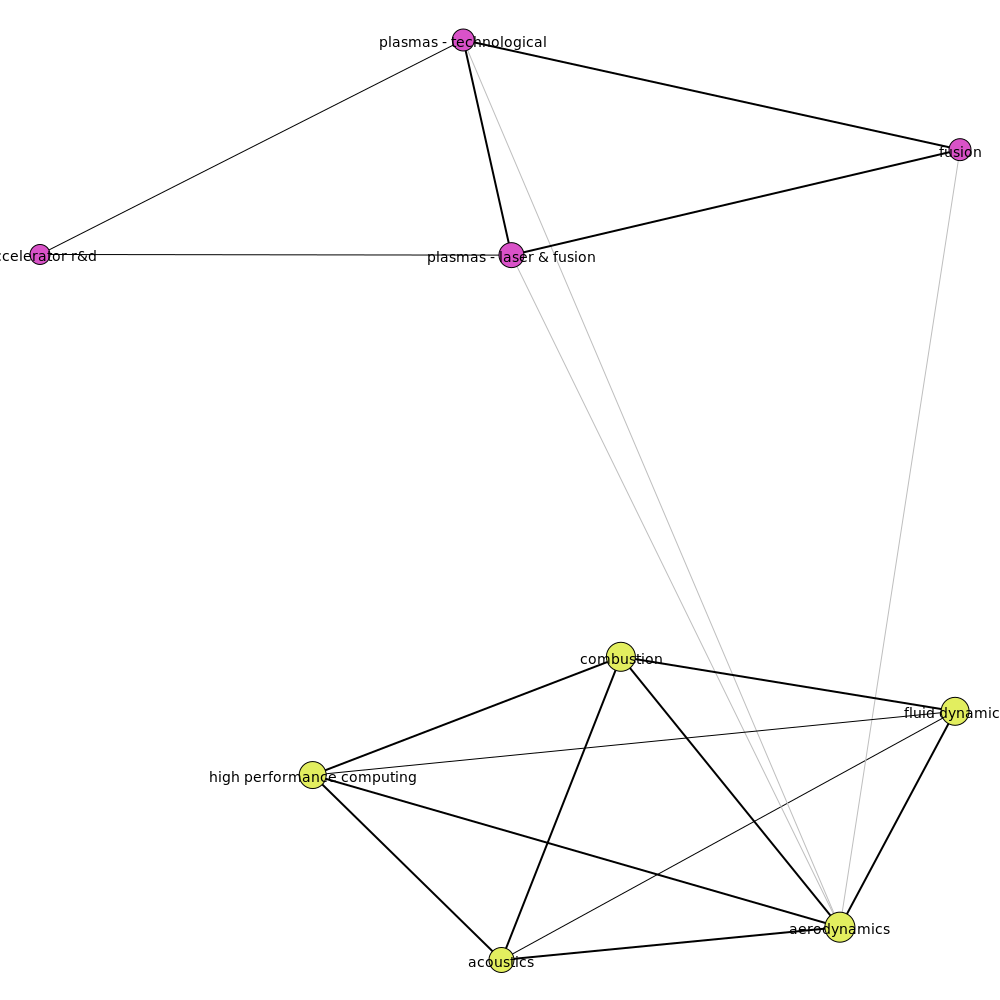 plasmas - technological
fusion
ccelerator r&d
plasmas - laser & fusion
combustion
fluid dynamic
high performance computing
aerodynamics
acoustics